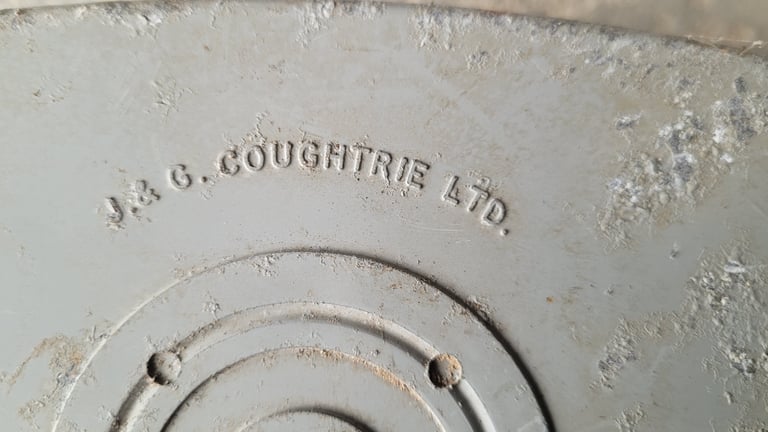 J. & G. COUGHTRIE LTD.